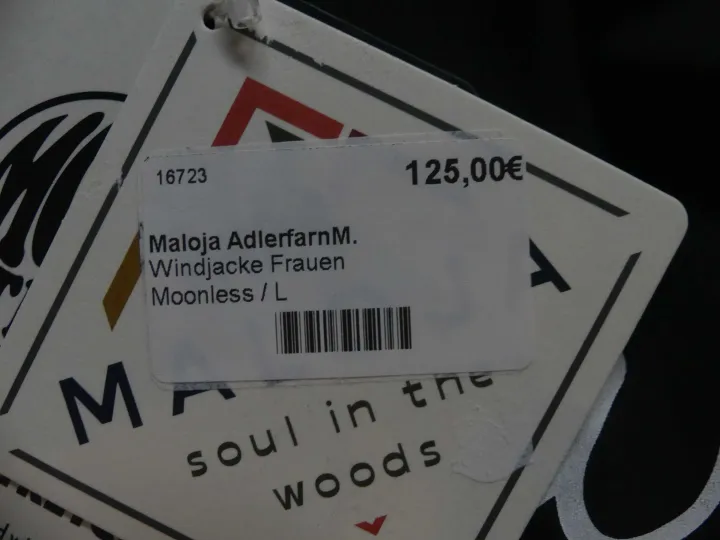 16723
125,00€
Maloja AdlerfarnM.
Windjacke Frauen
Moonless / L
soul in the
woods